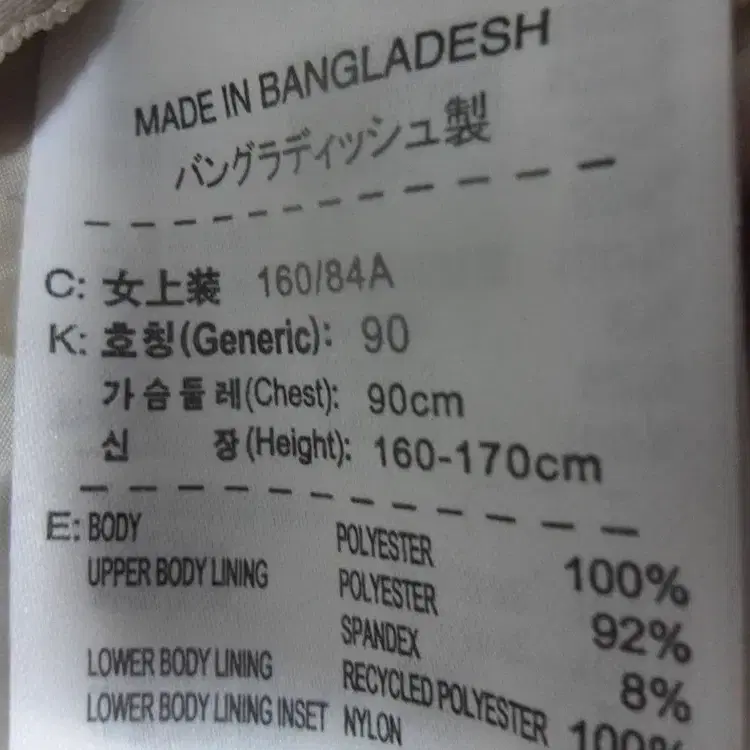 MADE IN BANGLADESH
バングラディッシュ製
C: 女上装 160/84A
K: 호칭(Generic): 90
가슴둘레(Chest): 90cm
신 장(Height): 160-170cm
E: BODY POLYESTER 100%
UPPER BODY LINING POLYESTER 92%
SPANDEX 8%
LOWER BODY LINING RECYCLED POLYESTER 100%
LOWER BODY LINING INSET NYLON